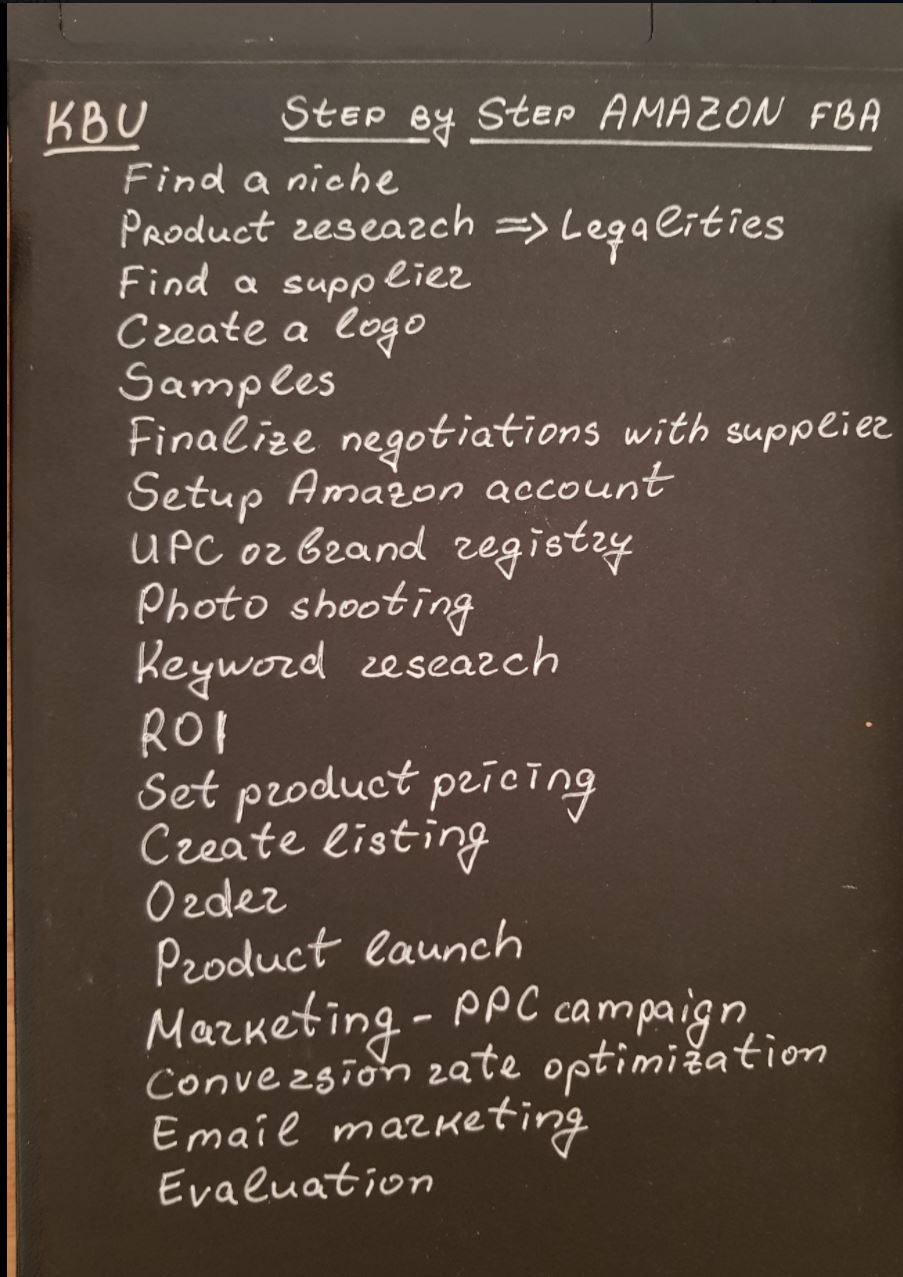 KBU Step by Step AMAZON FBA
Find a niche
Product research => Legalities
Find a supplier
Create a logo
Samples
Finalize negotiations with supplier
Setup Amazon account
UPC or brand registry
Photo shooting
Keyword research
ROI
Set product pricing
Create listing
Order
Product launch
Marketing - PPC campaign
Conversion rate optimization
Email marketing
Evaluation